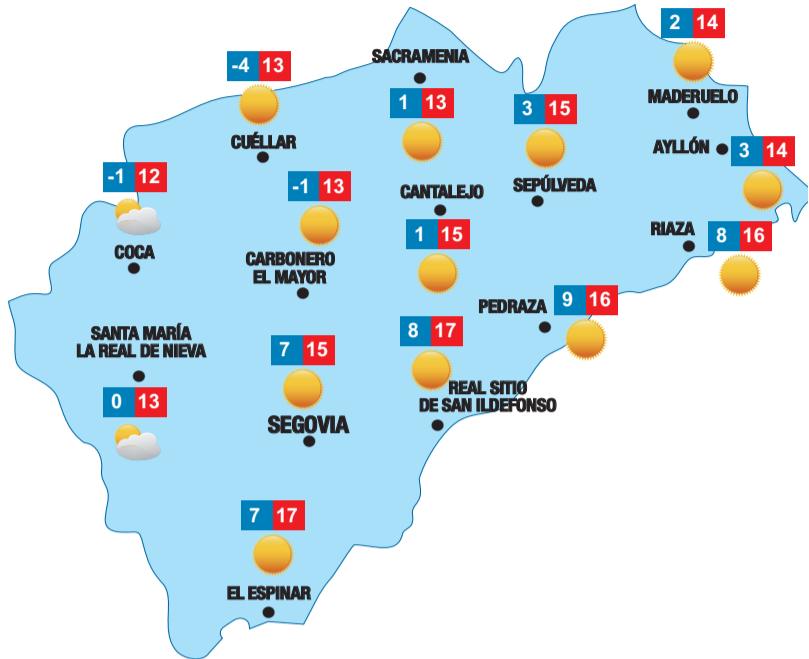 2 14
MADERUELO
-4 13
CUÉLLAR
SACRAMENIA
1 13
3 15
SEPÚLVEDA
AYLLÓN
3 14
-1 12
COCA
-1 13
CARBONERO
EL MAYOR
CANTALEJO
1 15
RIAZA
8 16
PEDRAZA
9 16
SANTA MARÍA
LA REAL DE NIEVA
0 13
7 15
SEGOVIA
8 17
REAL SITIO
DE SAN ILDEFONSO
7 17
EL ESPINAR